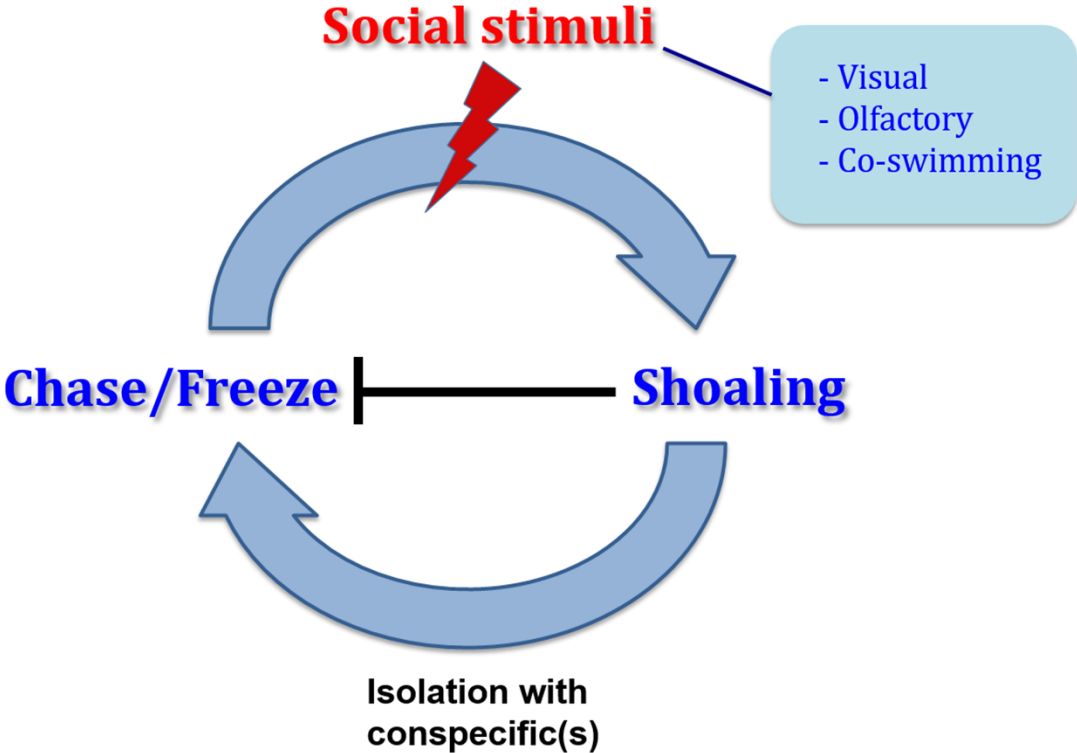 Social stimuli
- Visual
- Olfactory
- Co-swimming
Chase/Freeze
Shoaling
Isolation with
conspecific(s)